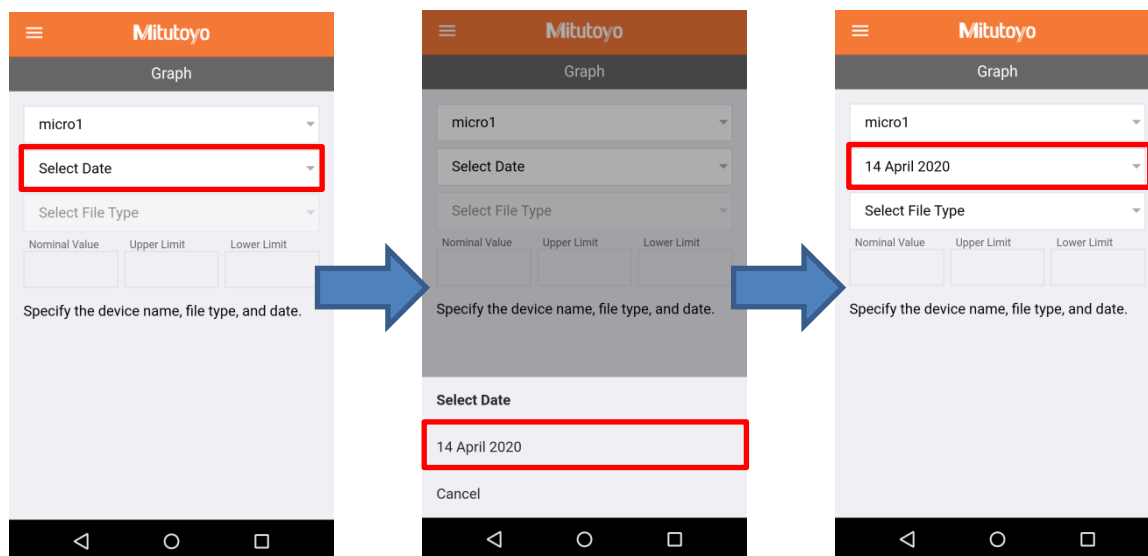 Mitutoyo
Graph
micro1
Select Date
Select File Type
Nominal Value Upper Limit Lower Limit
Specify the device name, file type, and date.
Mitutoyo
Graph
micro1
Select Date
Select File Type
Nominal Value Upper Limit Lower Limit
Specify the device name, file type, and date.
Select Date
14 April 2020
Cancel
Mitutoyo
Graph
micro1
14 April 2020
Select File Type
Nominal Value Upper Limit Lower Limit
Specify the device name, file type, and date.